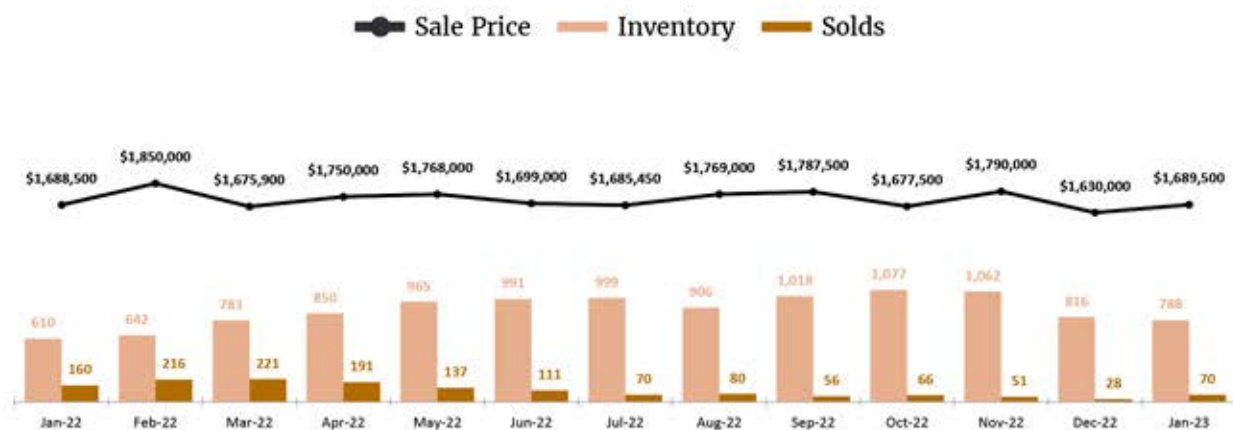 Sale Price Inventory Solds
$1,688,500 $1,850,000 $1,675,900 $1,750,000 $1,768,000 $1,699,000 $1,685,450 $1,769,000 $1,787,500 $1,677,500 $1,790,000 $1,630,000 $1,689,500
610 642 783 850 965 991 999 906 1,018 1,077 1,062 816 788
160 216 221 191 137 111 70 80 56 66 51 28 70
Jan-22 Feb-22 Mar-22 Apr-22 May-22 Jun-22 Jul-22 Aug-22 Sep-22 Oct-22 Nov-22 Dec-22 Jan-23